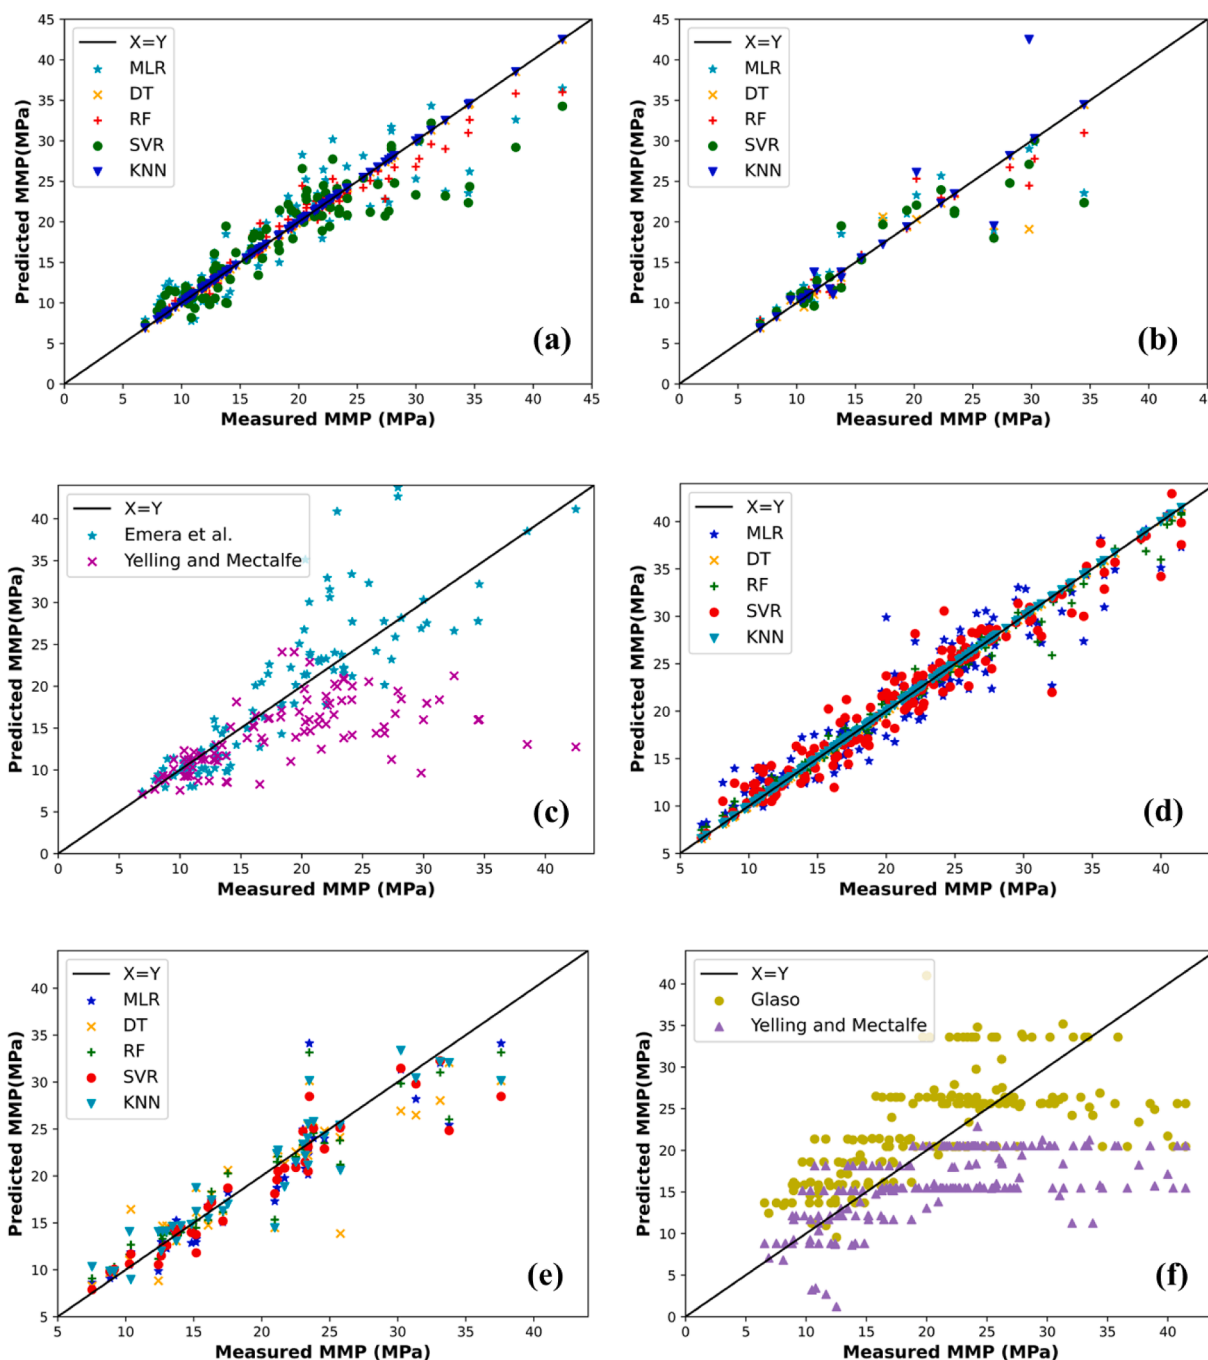 45
40
35
30
25
20
15
10
5
0
Predicted MMP(MPa)
X=Y
MLR
DT
RF
SVR
KNN
(a)
0 5 10 15 20 25 30 35 40 45
Measured MMP (MPa)
45
40
35
30
25
20
15
10
5
0
Predicted MMP(MPa)
X=Y
MLR
DT
RF
SVR
KNN
(b)
0 5 10 15 20 25 30 35 40
Measured MMP (MPa)
40
35
30
25
20
15
10
5
0
Predicted MMP(MPa)
X=Y
Emera et al.
Yelling and Mectalfe
(c)
0 5 10 15 20 25 30 35 40
Measured MMP (MPa)
40
35
30
25
20
15
10
5
Predicted MMP(MPa)
X=Y
MLR
DT
RF
SVR
KNN
(d)
5 10 15 20 25 30 35 40
Measured MMP (MPa)
40
35
30
25
20
15
10
5
Predicted MMP(MPa)
X=Y
MLR
DT
RF
SVR
KNN
(e)
5 10 15 20 25 30 35 40
Measured MMP (MPa)
40
35
30
25
20
15
10
5
0
Predicted MMP(MPa)
X=Y
Glaso
Yelling and Mectalfe
(f)
0 5 10 15 20 25 30 35 40
Measured MMP (MPa)